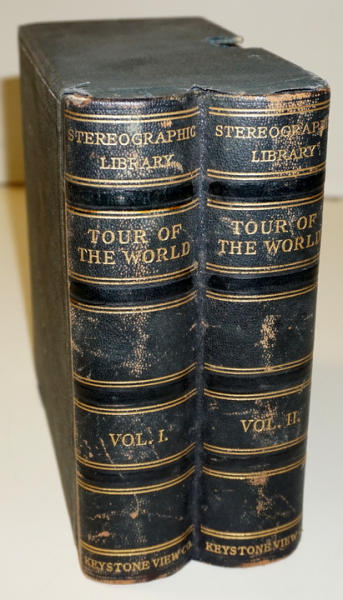 STEREOGRAPHIC
LIBRARY
TOUR OF
THE WORLD
VOL. I.
KEYSTONE VIEW CO.
STEREOGRAPHIC
LIBRARY
TOUR OF
THE WORLD
VOL. II.
KEYSTONE VIEW